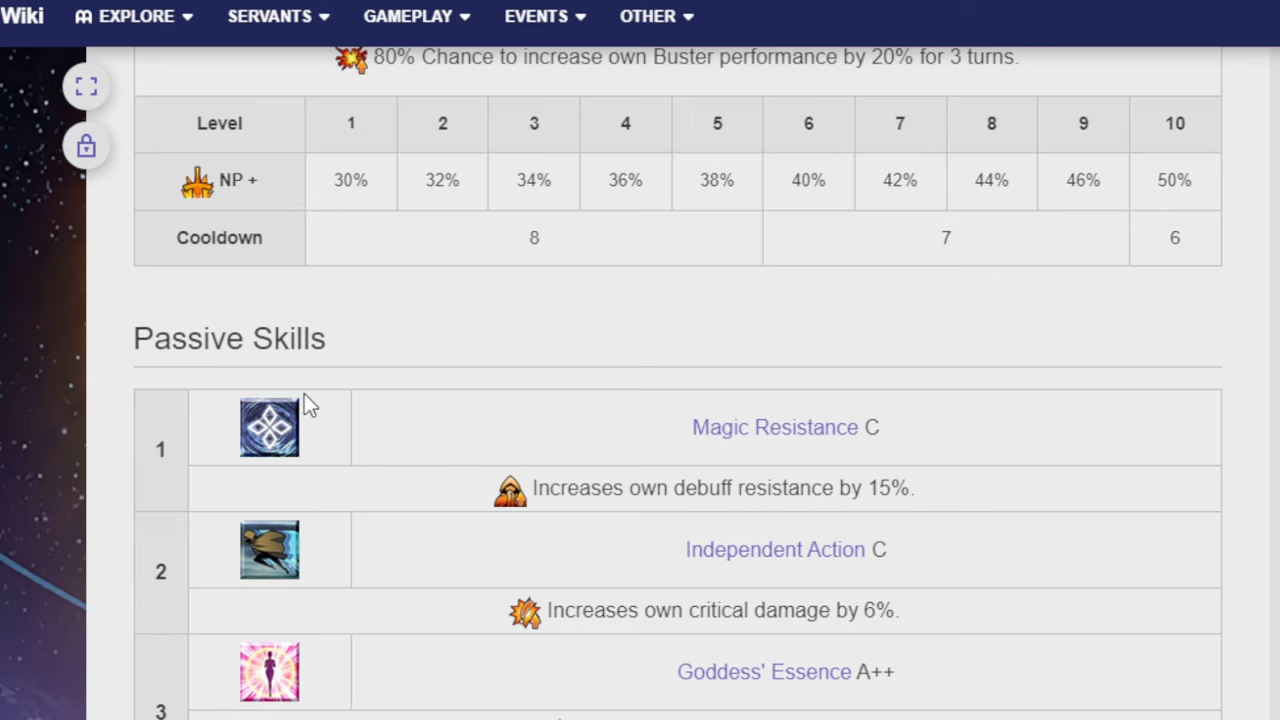 Wiki EXPLORE SERVANTS GAMEPLAY EVENTS OTHER
80% Chance to increase own Buster performance by 20% for 3 turns.
Level 1 2 3 4 5 6 7 8 9 10
NP + 30% 32% 34% 36% 38% 40% 42% 44% 46% 50%
Cooldown 8 7 6
Passive Skills
1 Magic Resistance C
Increases own debuff resistance by 15%.
2 Independent Action C
Increases own critical damage by 6%.
3 Goddess' Essence A++